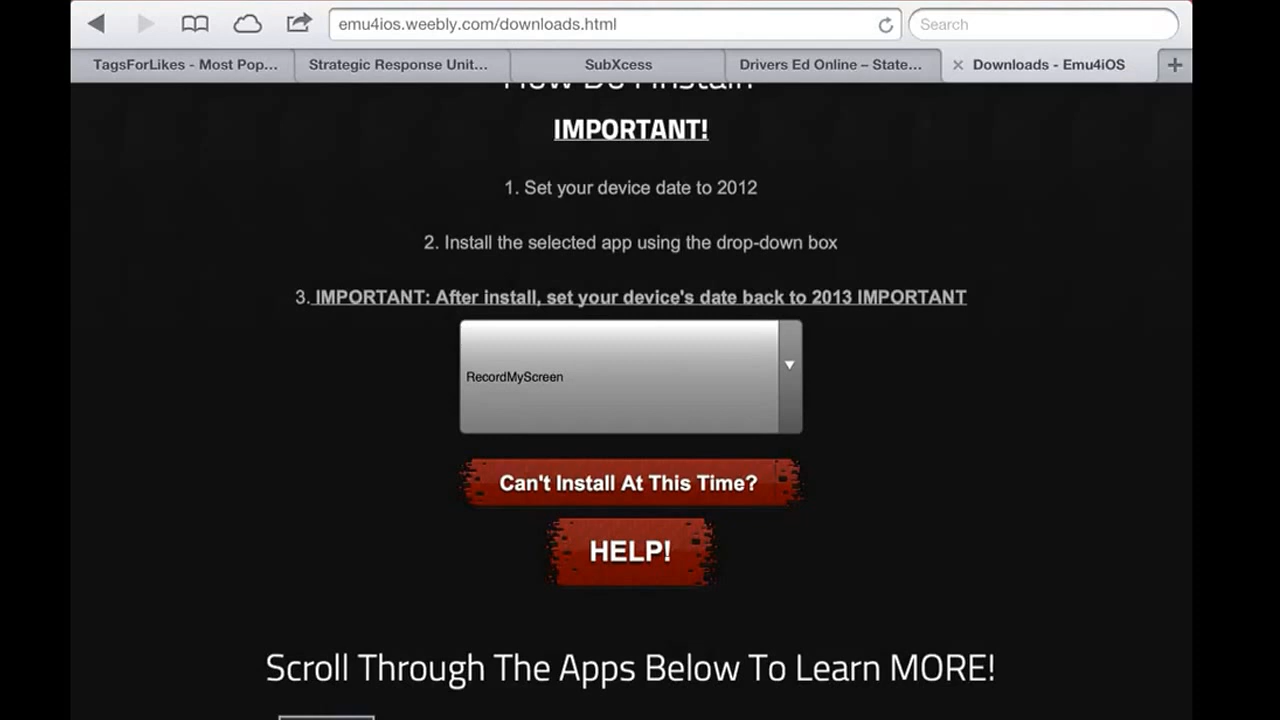 emu4ios.weebly.com/downloads.html
Search
TagsForLikes - Most Pop...
Strategic Response Unit...
SubXcess
Drivers Ed Online – State...
Downloads - Emu4iOS
IMPORTANT!
1. Set your device date to 2012
2. Install the selected app using the drop-down box
3. IMPORTANT: After install, set your device's date back to 2013 IMPORTANT
RecordMyScreen
Can't Install At This Time?
HELP!
Scroll Through The Apps Below To Learn MORE!